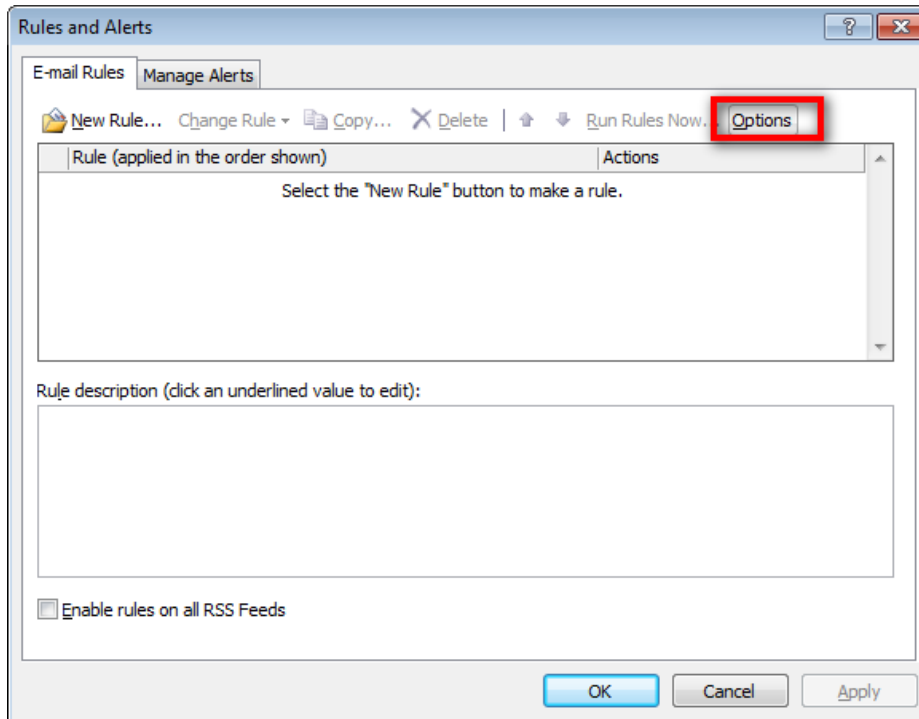 Rules and Alerts
E-mail Rules
Manage Alerts
New Rule... Change Rule Copy... Delete Run Rules Now... Options
Rule (applied in the order shown) Actions
Select the "New Rule" button to make a rule.
Rule description (click an underlined value to edit):
Enable rules on all RSS Feeds
OK Cancel Apply